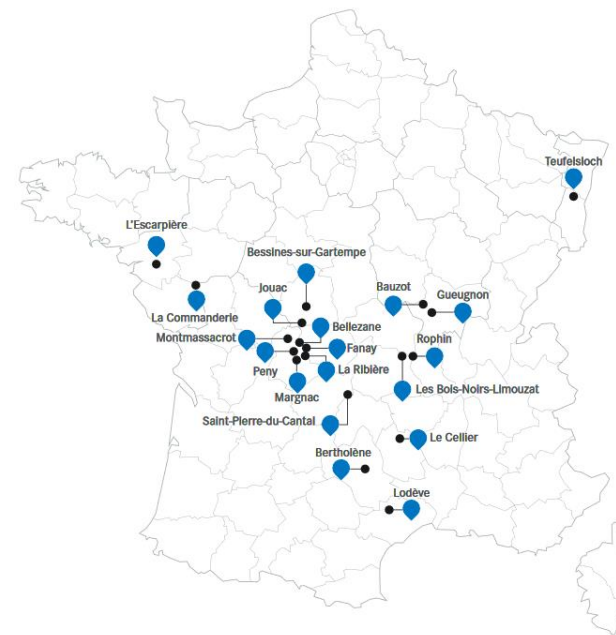 Teufelsloch
L'Escarpière
Bessines-sur-Gartempe
Jouac
Bauzot
Gueugnon
La Commanderie
Bellezane
Montmassacrot
Fanay
Rophin
Peny
La Ribière
Les Bois-Noirs-Limouzat
Margnac
Saint-Pierre-du-Cantal
Le Cellier
Bertholène
Lodève